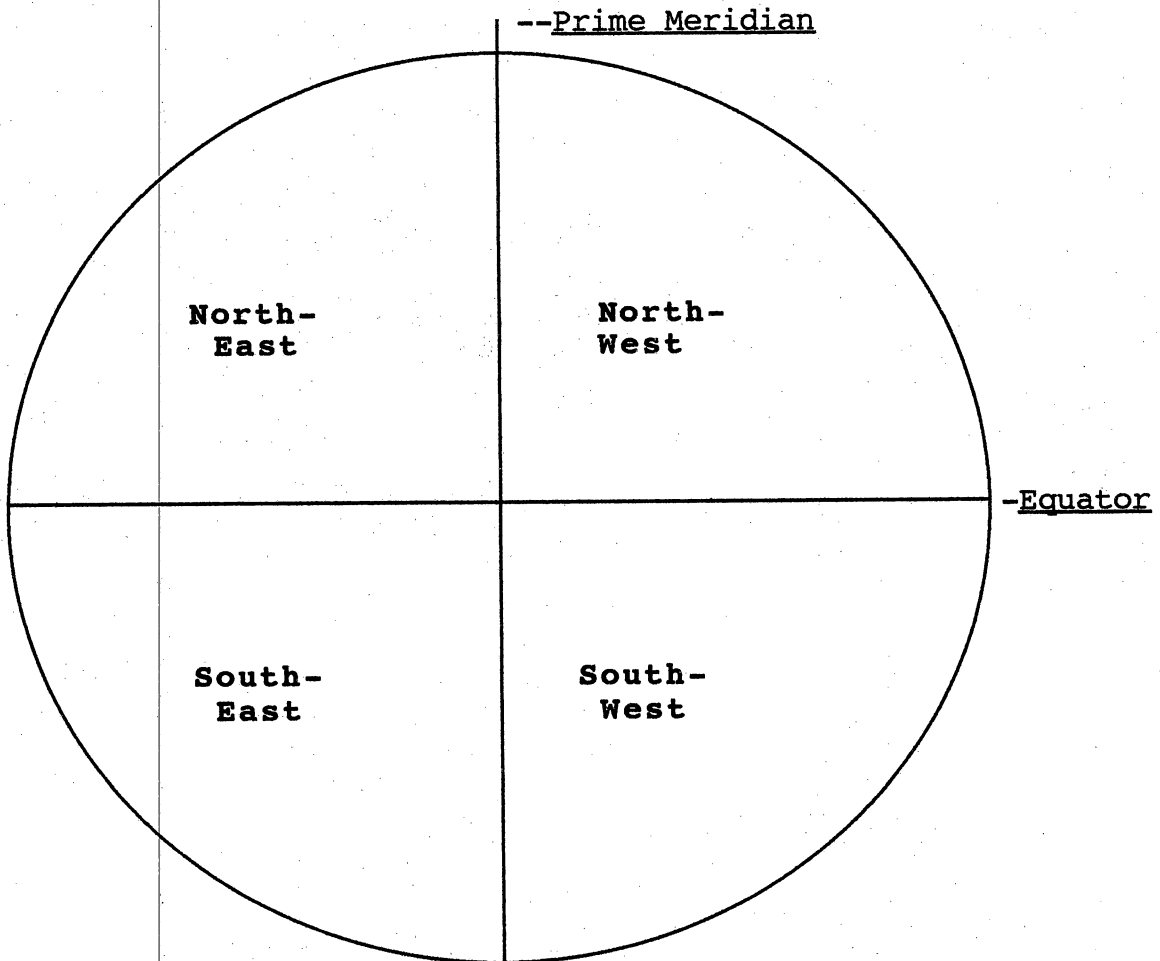 --Prime Meridian
North-
East
North-
West
-Equator
South-
East
South-
West